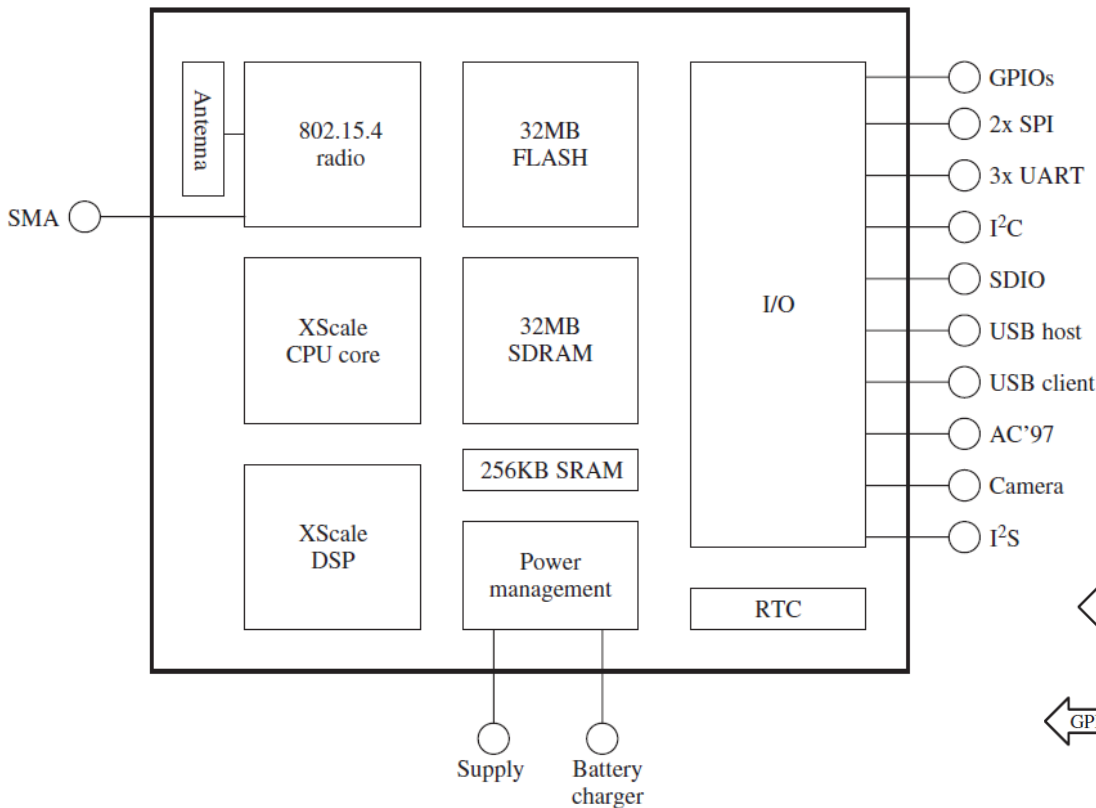 Antenna
802.15.4
radio
32MB
FLASH
SMA
XScale
CPU core
32MB
SDRAM
256KB SRAM
XScale
DSP
Power
management
I/O
RTC
GPIOs
2x SPI
3x UART
I²C
SDIO
USB host
USB client
AC’97
Camera
I²S
Supply
Battery
charger